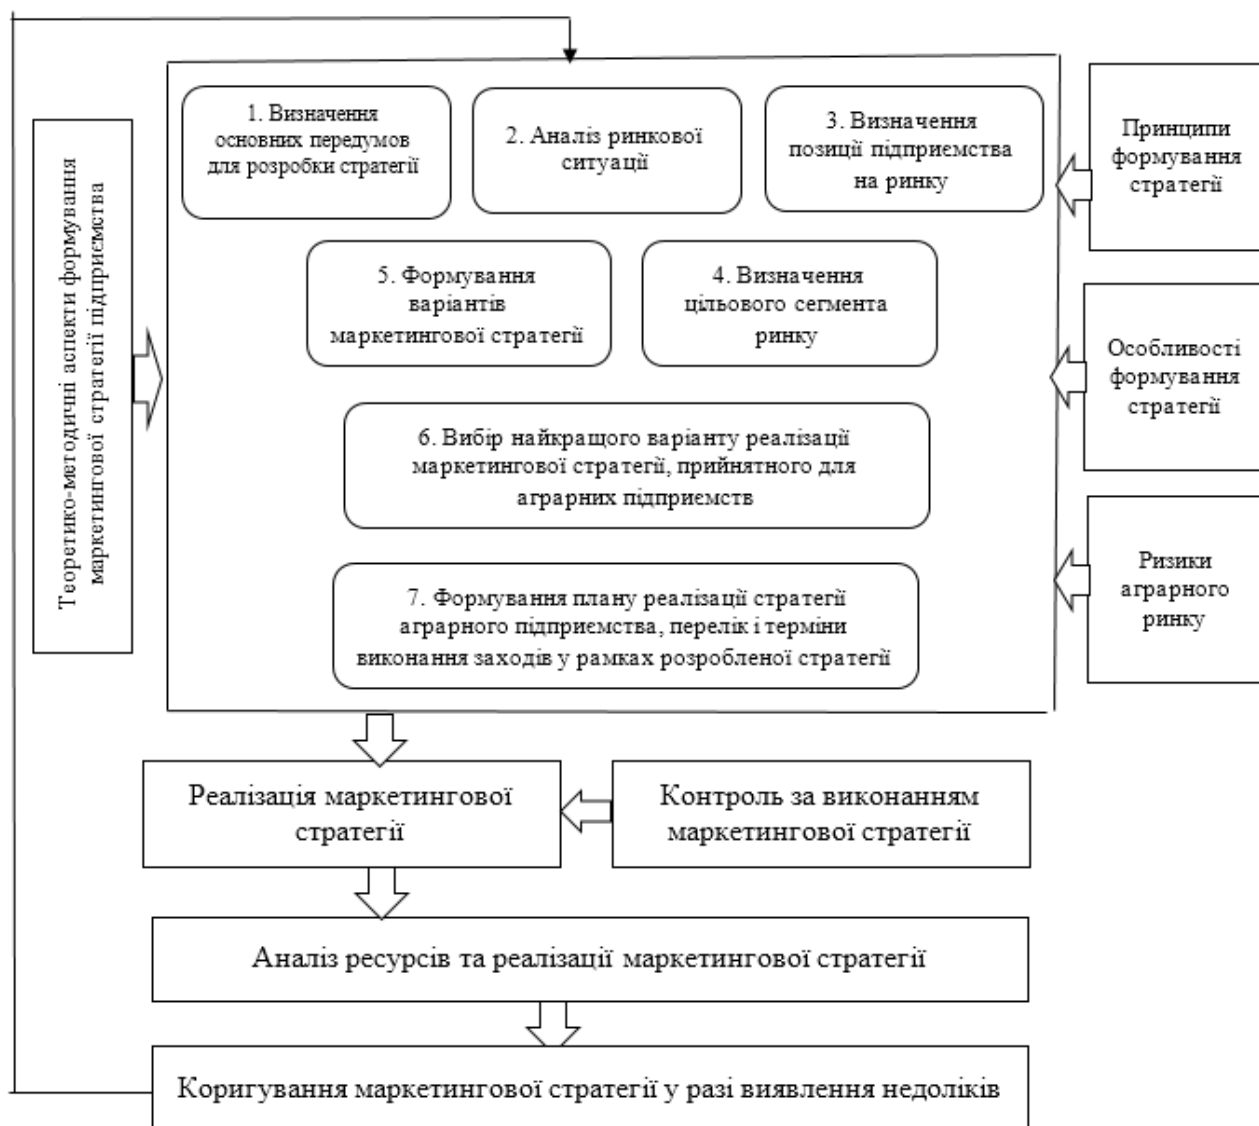 Теоретико-методичні аспекти формування
маркетингової стратегії підприємства
1. Визначення
основних передумов
для розробки стратегії
2. Аналіз ринкової
ситуації
3. Визначення
позиції підприємства
на ринку
5. Формування
варіантів
маркетингової стратегії
4. Визначення
цільового сегмента
ринку
6. Вибір найкращого варіанту реалізації
маркетингової стратегії, прийнятного для
аграрних підприємств
7. Формування плану реалізації стратегії
аграрного підприємства, перелік і терміни
виконання заходів у рамках розробленої стратегії
Принципи
формування
стратегії
Особливості
формування
стратегії
Ризики
аграрного
ринку
Реалізація маркетингової
стратегії
Контроль за виконанням
маркетингової стратегії
Аналіз ресурсів та реалізації маркетингової стратегії
Коригування маркетингової стратегії у разі виявлення недоліків